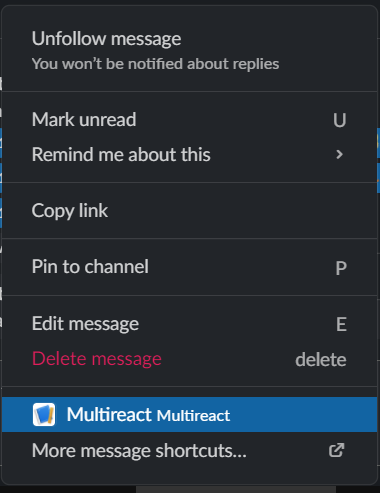 Unfollow message
You won't be notified about replies
Mark unread U
Remind me about this
Copy link
Pin to channel P
Edit message E
Delete message delete
Multireact Multireact
More message shortcuts...